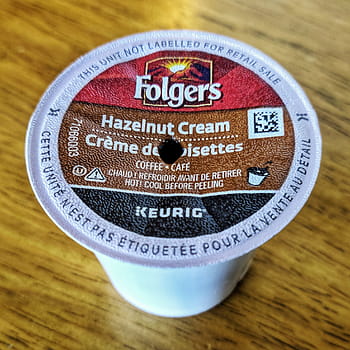 THIS UNIT NOT LABELLED FOR RETAIL SALE
Folgers
Hazelnut Cream
Crème de oisettes
COFFEE • CAFÉ
CHAUD ! REFROIDIR AVANT DE RETIRER
HOT! COOL BEFORE PEELING
KEURIG
CETTE UNITÉ N'EST PAS ÉTIQUETÉE POUR LA VENTE AU DÉTAIL
K
K